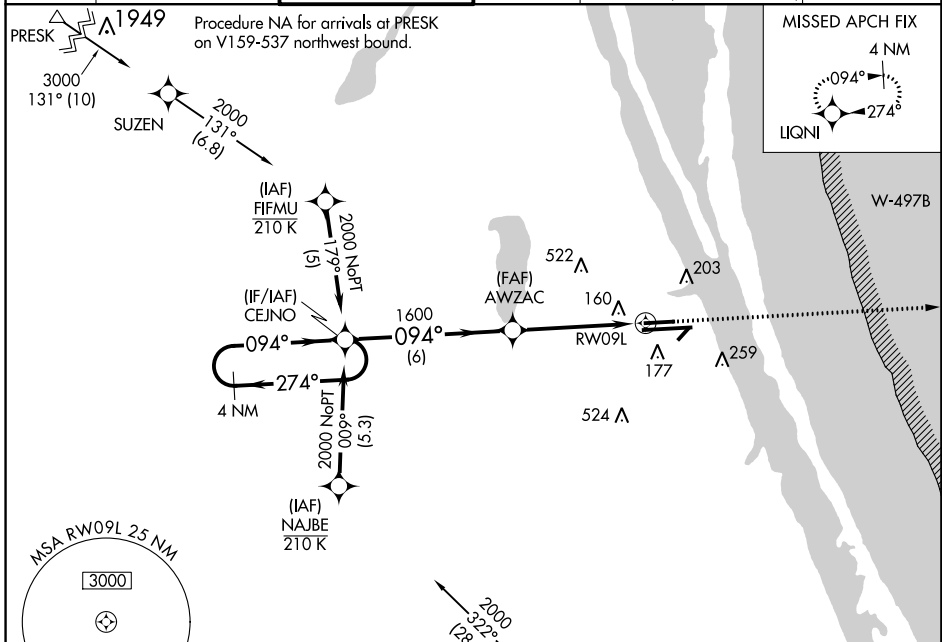 PRESK
1949
Procedure NA for arrivals at PRESK
on V159-537 northwest bound.
3000
131° (10)
SUZEN
2000
131°
(6.8)
MISSED APCH FIX
4 NM
094°
274°
LIQNI
W-497B
(IAF)
FIFMU
210 K
2000 NoPT
179°
(5)
(IF/IAF)
CEJNO
094°
274°
4 NM
1600
094°
(6)
(FAF)
AWZAC
522
203
160
RW09L
177
259
524
2000 NoPT
009°
(5.3)
(IAF)
NAJBE
210 K
MSA RW09L 25 NM
3000
2000
322°
(28